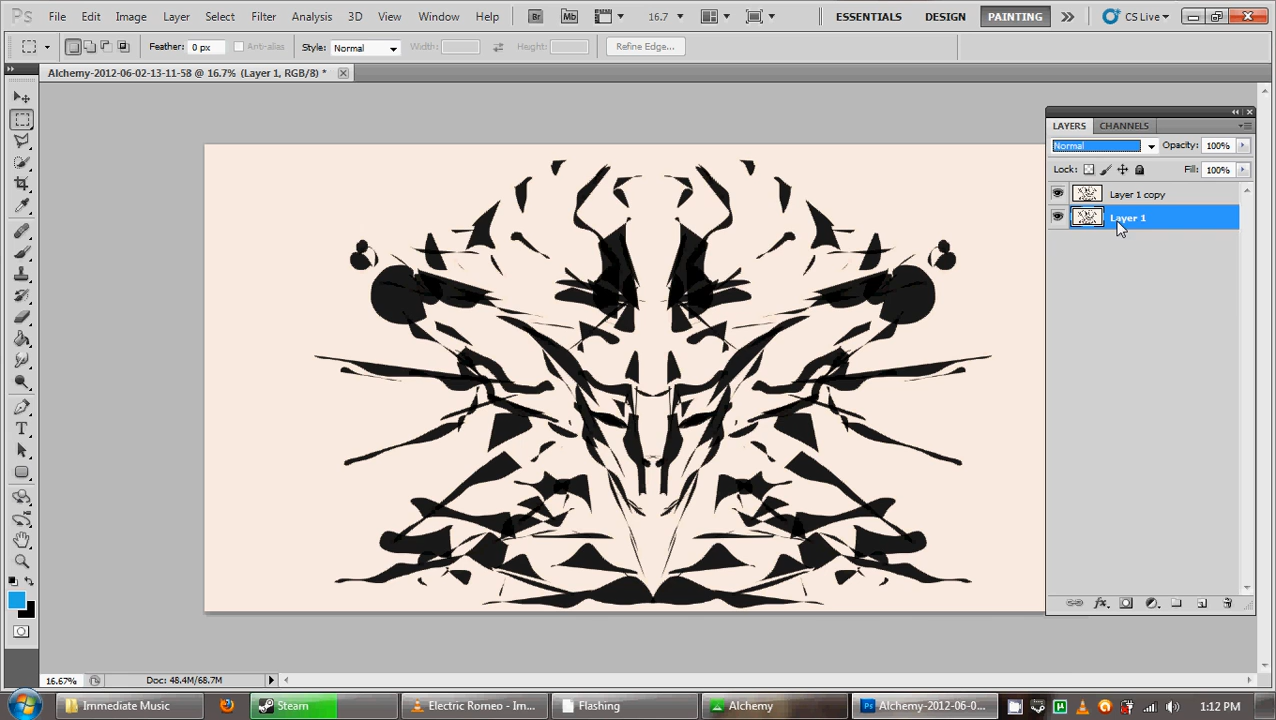 Ps File Edit Image Layer Select Filter Analysis 3D View Window Help Br Mb 16.7 ESSENTIALS DESIGN PAINTING CS Live
Feather: 0 px Anti-alias Style: Normal Width: Height: Refine Edge...
Alchemy-2012-06-02-13-11-58 @ 16.7% (Layer 1, RGB/8) *
LAYERS CHANNELS
Normal Opacity: 100%
Lock: Fill: 100%
Layer 1 copy
Layer 1
16.67% Doc: 48.4M/68.7M
Immediate Music Steam Electric Romeo - Im... Flashing Alchemy Ps Alchemy-2012-06-0... 1:12 PM